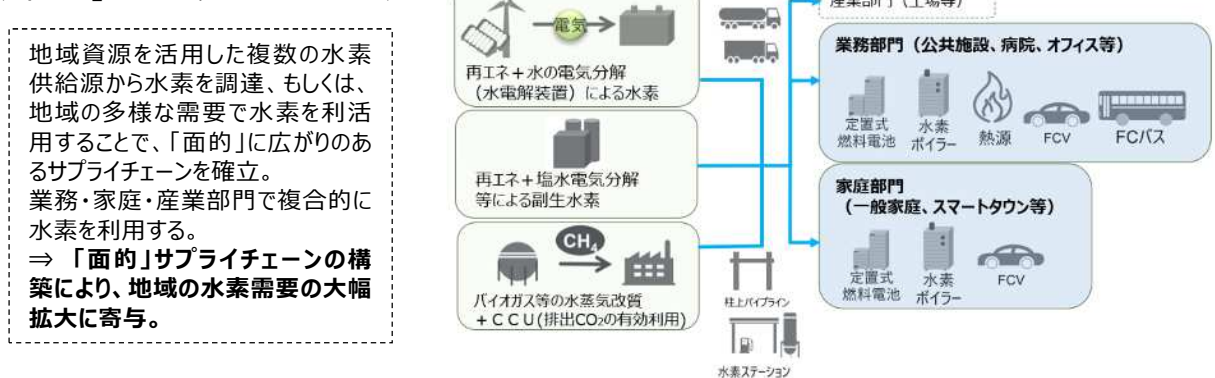 地域資源を活用した複数の水素
供給源から水素を調達、もしくは、
地域の多様な需要で水素を利活
用することで、「面的」に広がりのあ
るサプライチェーンを確立。
業務・家庭・産業部門で複合的に
水素を利用する。
⇒ 「面的」サプライチェーンの構
築により、地域の水素需要の大幅
拡大に寄与。
電気
再エネ+水の電気分解
(水電解装置)による水素
再エネ+塩水電気分解
等による副生水素
CH₄
バイオガス等の水蒸気改質
+CCU(排出CO₂の有効利用)
柱上パイプライン
水素ステーション
産業部門(工場等)
業務部門(公共施設、病院、オフィス等)
定置式
燃料電池
水素
ボイラー
熱源
FCV
FCバス
家庭部門
(一般家庭、スマートタウン等)
定置式
燃料電池
水素
ボイラー
FCV